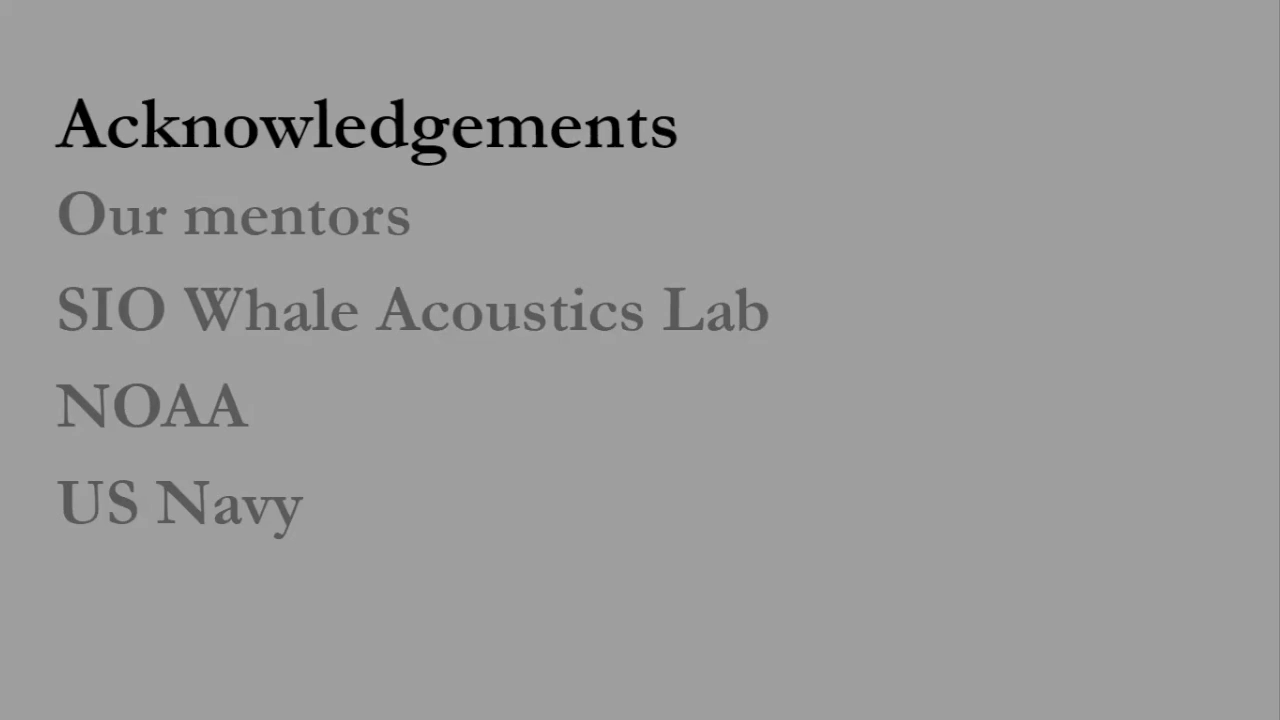 Acknowledgements
Our mentors
SIO Whale Acoustics Lab
NOAA
US Navy